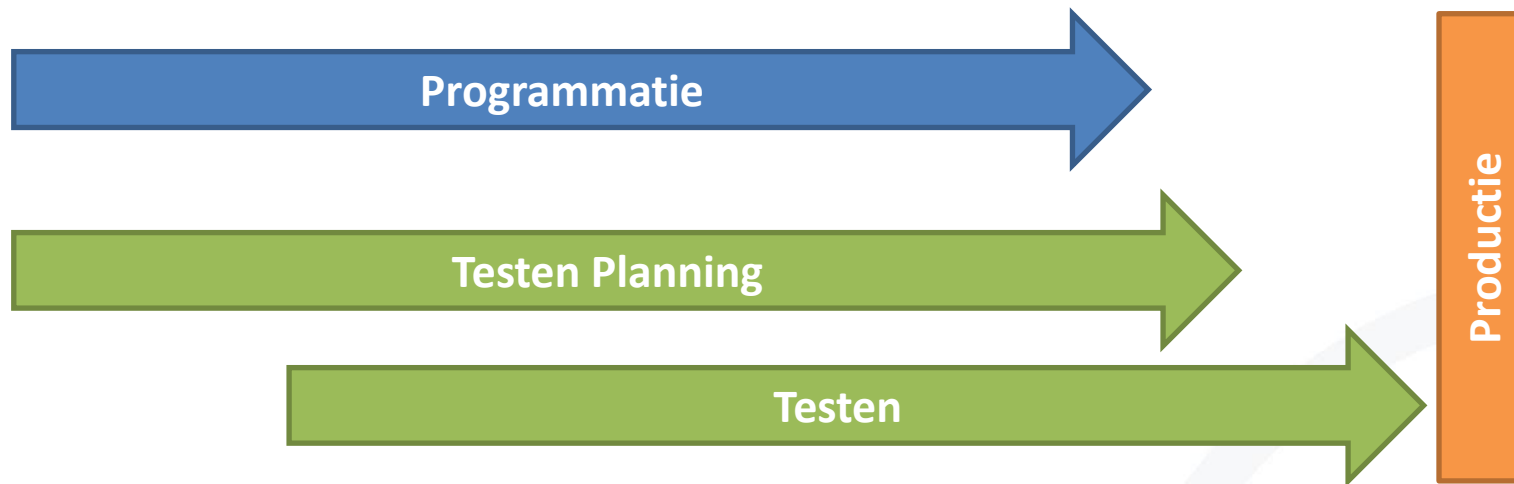 Programmatie
Testen Planning
Testen
Productie